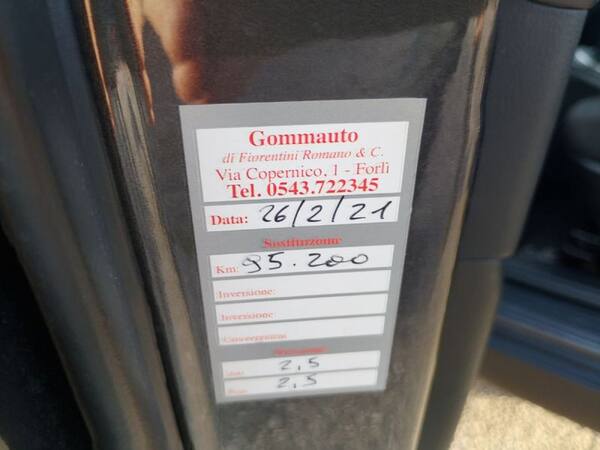 Gommauto
di Fiorentini Romano & C.
Via Copernico, 1 - Forlì
Tel. 0543.722345
Data: 26/2/21
Sostituzione
Km: 95.200
Inversione:
Inversione:
Convergenza
2,5
2,5